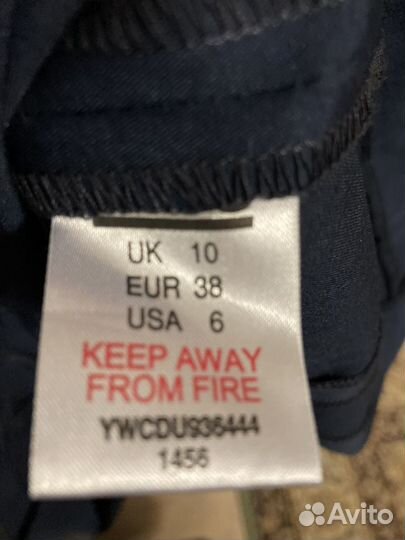 UK 10
EUR 38
USA 6
KEEP AWAY
FROM FIRE
YWCDU936444
1456
Avito